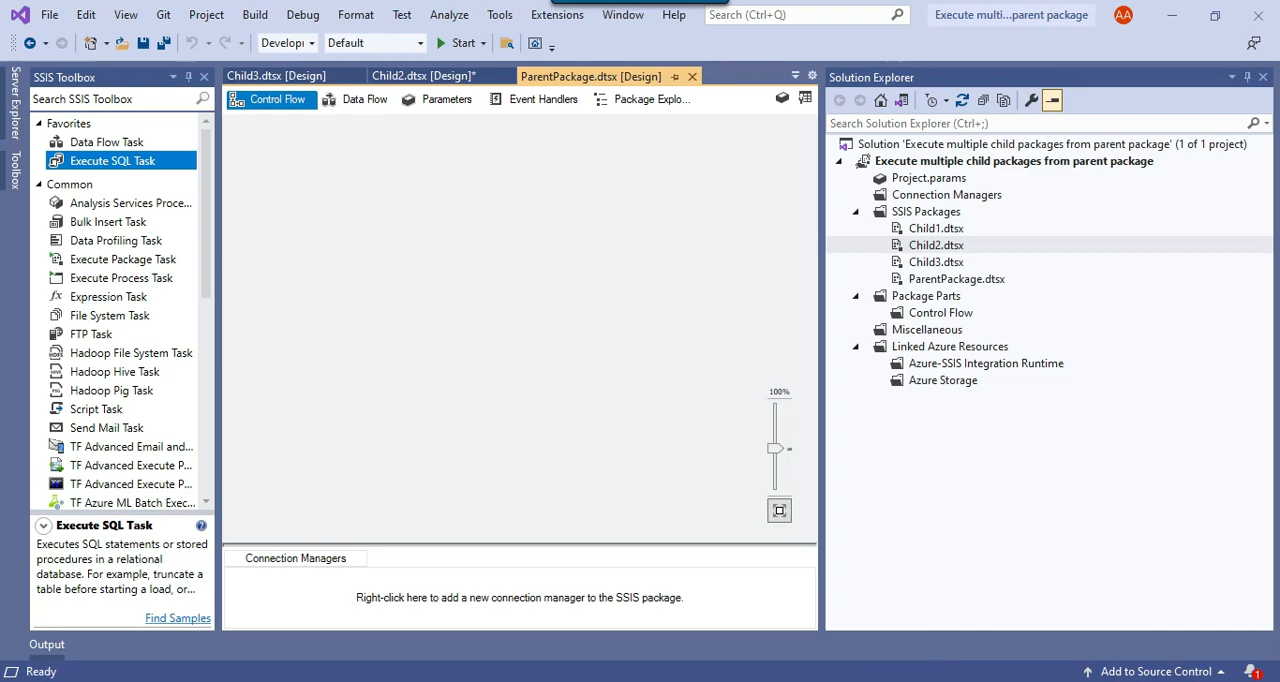 File Edit View Git Project Build Debug Format Test Analyze Tools Extensions Window Help Search (Ctrl+Q) Execute multi...parent package AA
Developi Default Start
Server Explorer
Toolbox
SSIS Toolbox
Search SSIS Toolbox
Favorites
Data Flow Task
Execute SQL Task
Common
Analysis Services Proce...
Bulk Insert Task
Data Profiling Task
Execute Package Task
Execute Process Task
Expression Task
File System Task
FTP Task
Hadoop File System Task
Hadoop Hive Task
Hadoop Pig Task
Script Task
Send Mail Task
TF Advanced Email and...
TF Advanced Execute P...
TF Advanced Execute P...
TF Azure ML Batch Exec...
Execute SQL Task
Executes SQL statements or stored
procedures in a relational
database. For example, truncate a
table before starting a load, or...
Find Samples
Child3.dtsx [Design] Child2.dtsx [Design]* ParentPackage.dtsx [Design]
Control Flow Data Flow Parameters Event Handlers Package Explo...
100%
Connection Managers
Right-click here to add a new connection manager to the SSIS package.
Solution Explorer
Search Solution Explorer (Ctrl+;)
Solution 'Execute multiple child packages from parent package' (1 of 1 project)
Execute multiple child packages from parent package
Project.params
Connection Managers
SSIS Packages
Child1.dtsx
Child2.dtsx
Child3.dtsx
ParentPackage.dtsx
Package Parts
Control Flow
Miscellaneous
Linked Azure Resources
Azure-SSIS Integration Runtime
Azure Storage
Output
Ready Add to Source Control 1